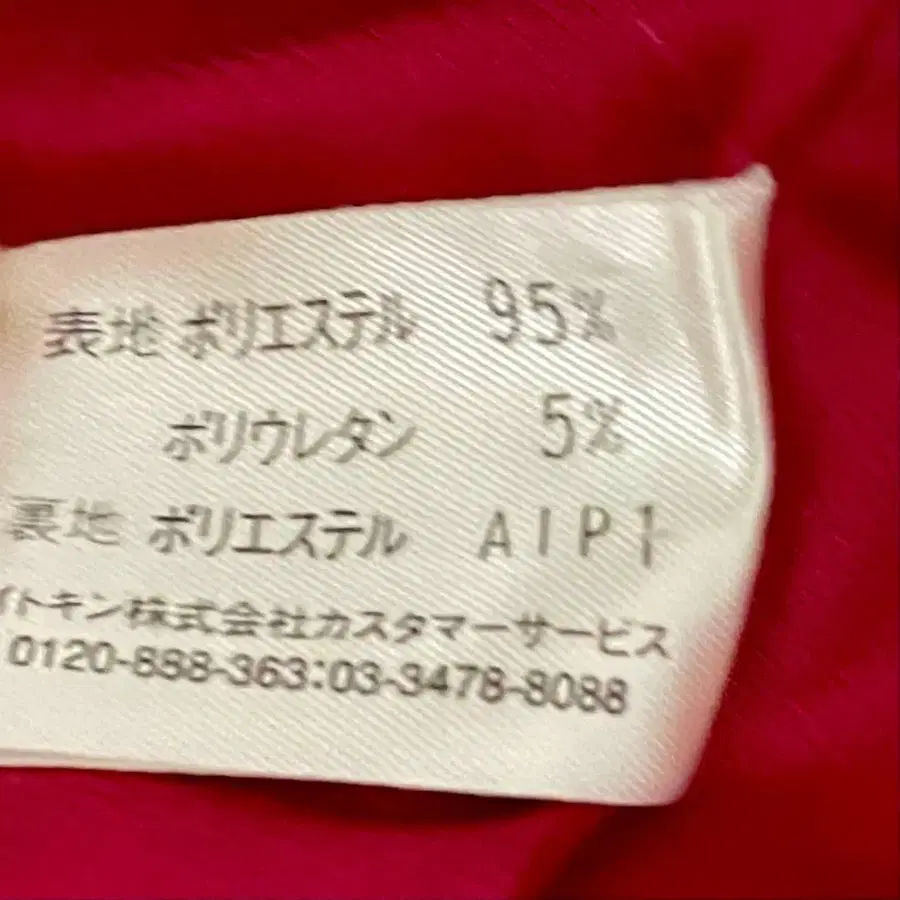 表地 ポリエステル 95%
ポリウレタン 5%
裏地 ポリエステル AIP1
イトキン株式会社カスタマーサービス
0120-888-363:03-3478-8088